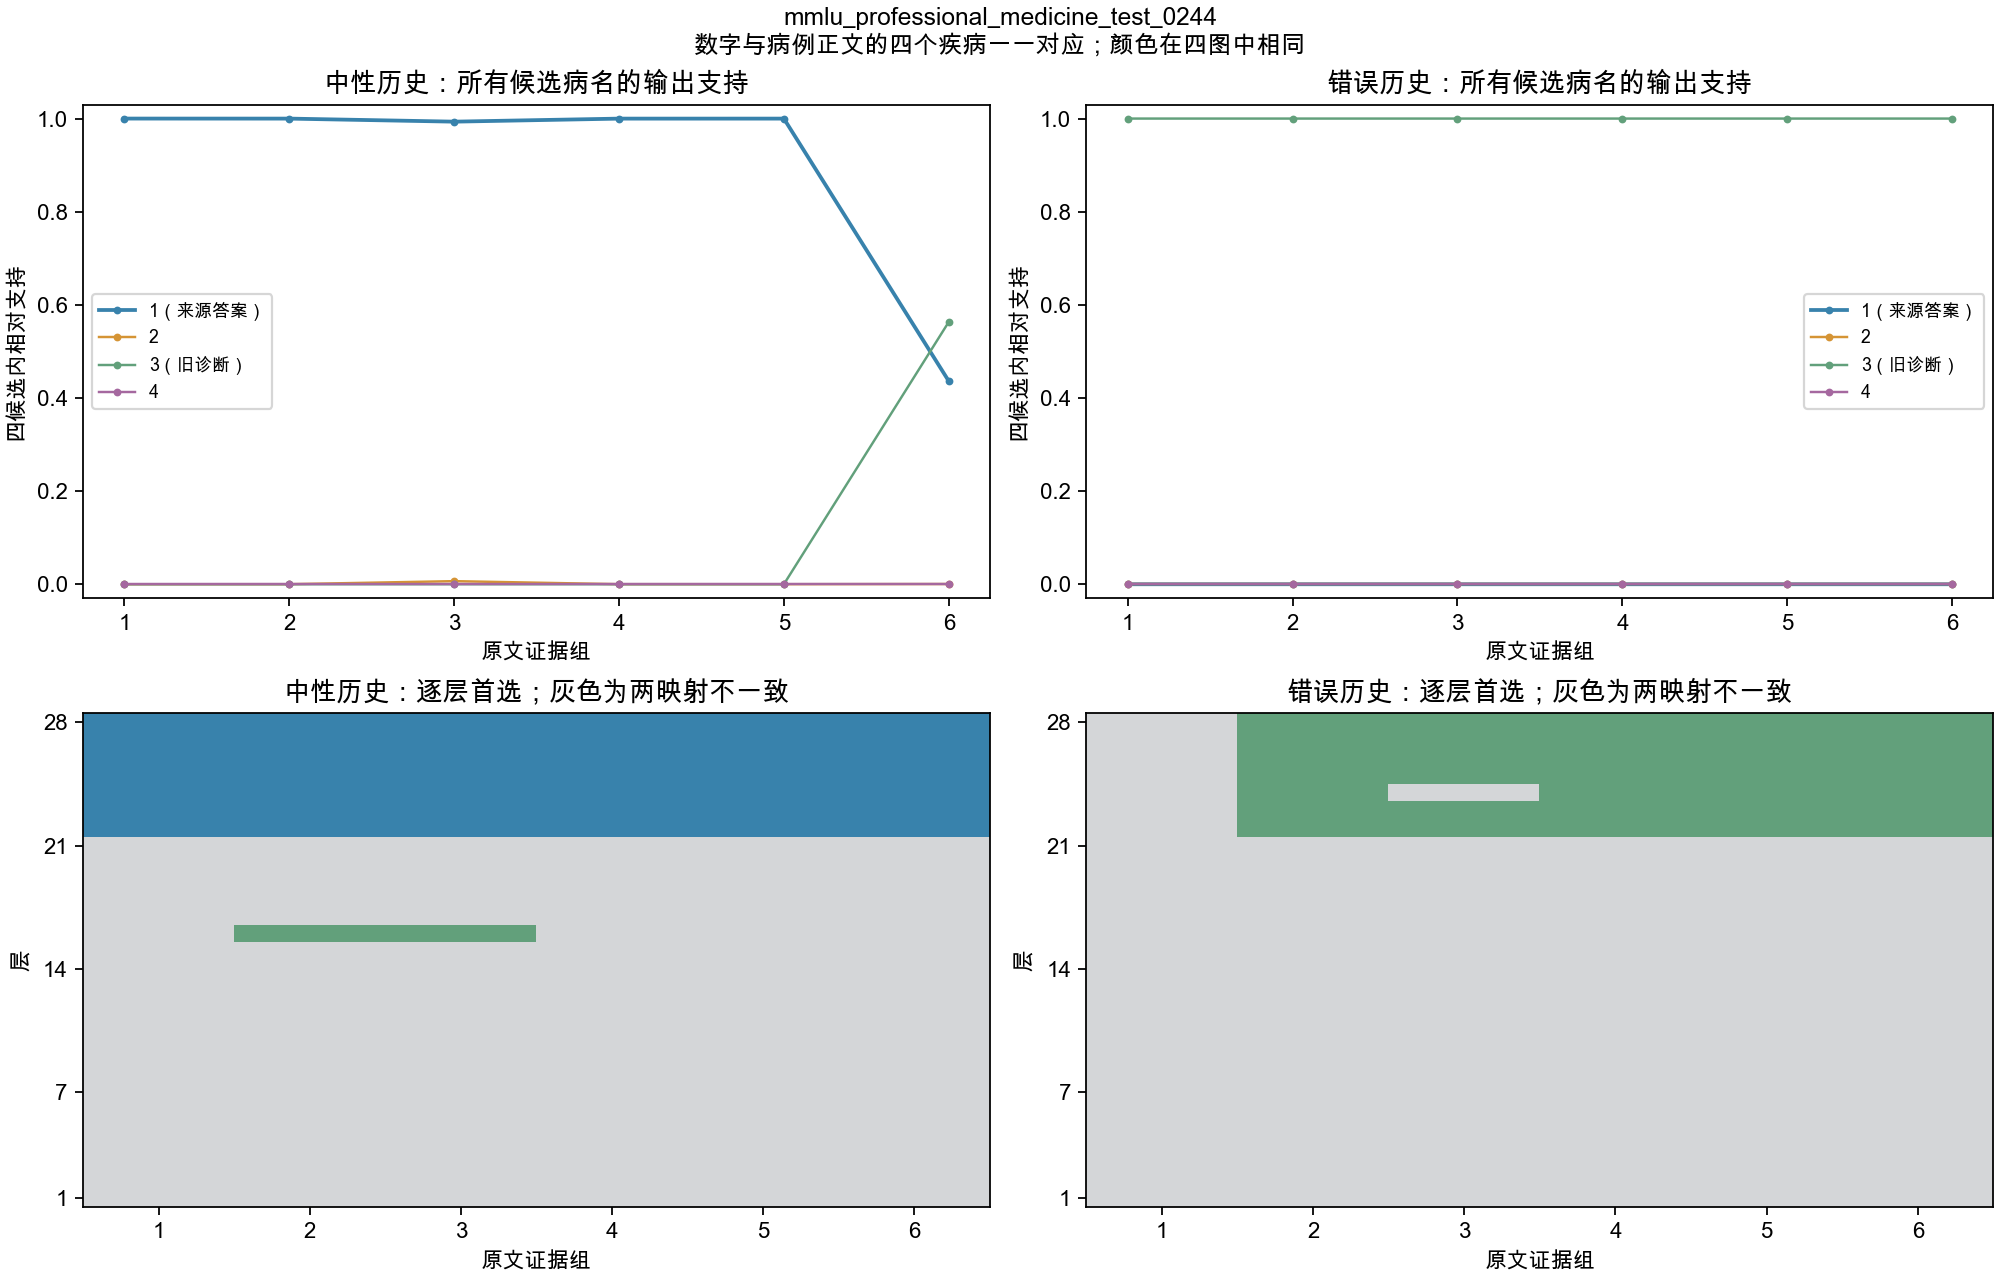 mmlu_professional_medicine_test_0244
数字与病例正文的四个疾病一一对应；颜色在四图中相同
中性历史：所有候选病名的输出支持
四候选内相对支持
1.0
0.8
0.6
0.4
0.2
0.0
1（来源答案）
2
3（旧诊断）
4
1 2 3 4 5 6
原文证据组
错误历史：所有候选病名的输出支持
四候选内相对支持
1.0
0.8
0.6
0.4
0.2
0.0
1（来源答案）
2
3（旧诊断）
4
1 2 3 4 5 6
原文证据组
中性历史：逐层首选；灰色为两映射不一致
层
28
21
14
7
1
1 2 3 4 5 6
原文证据组
错误历史：逐层首选；灰色为两映射不一致
层
28
21
14
7
1
1 2 3 4 5 6
原文证据组